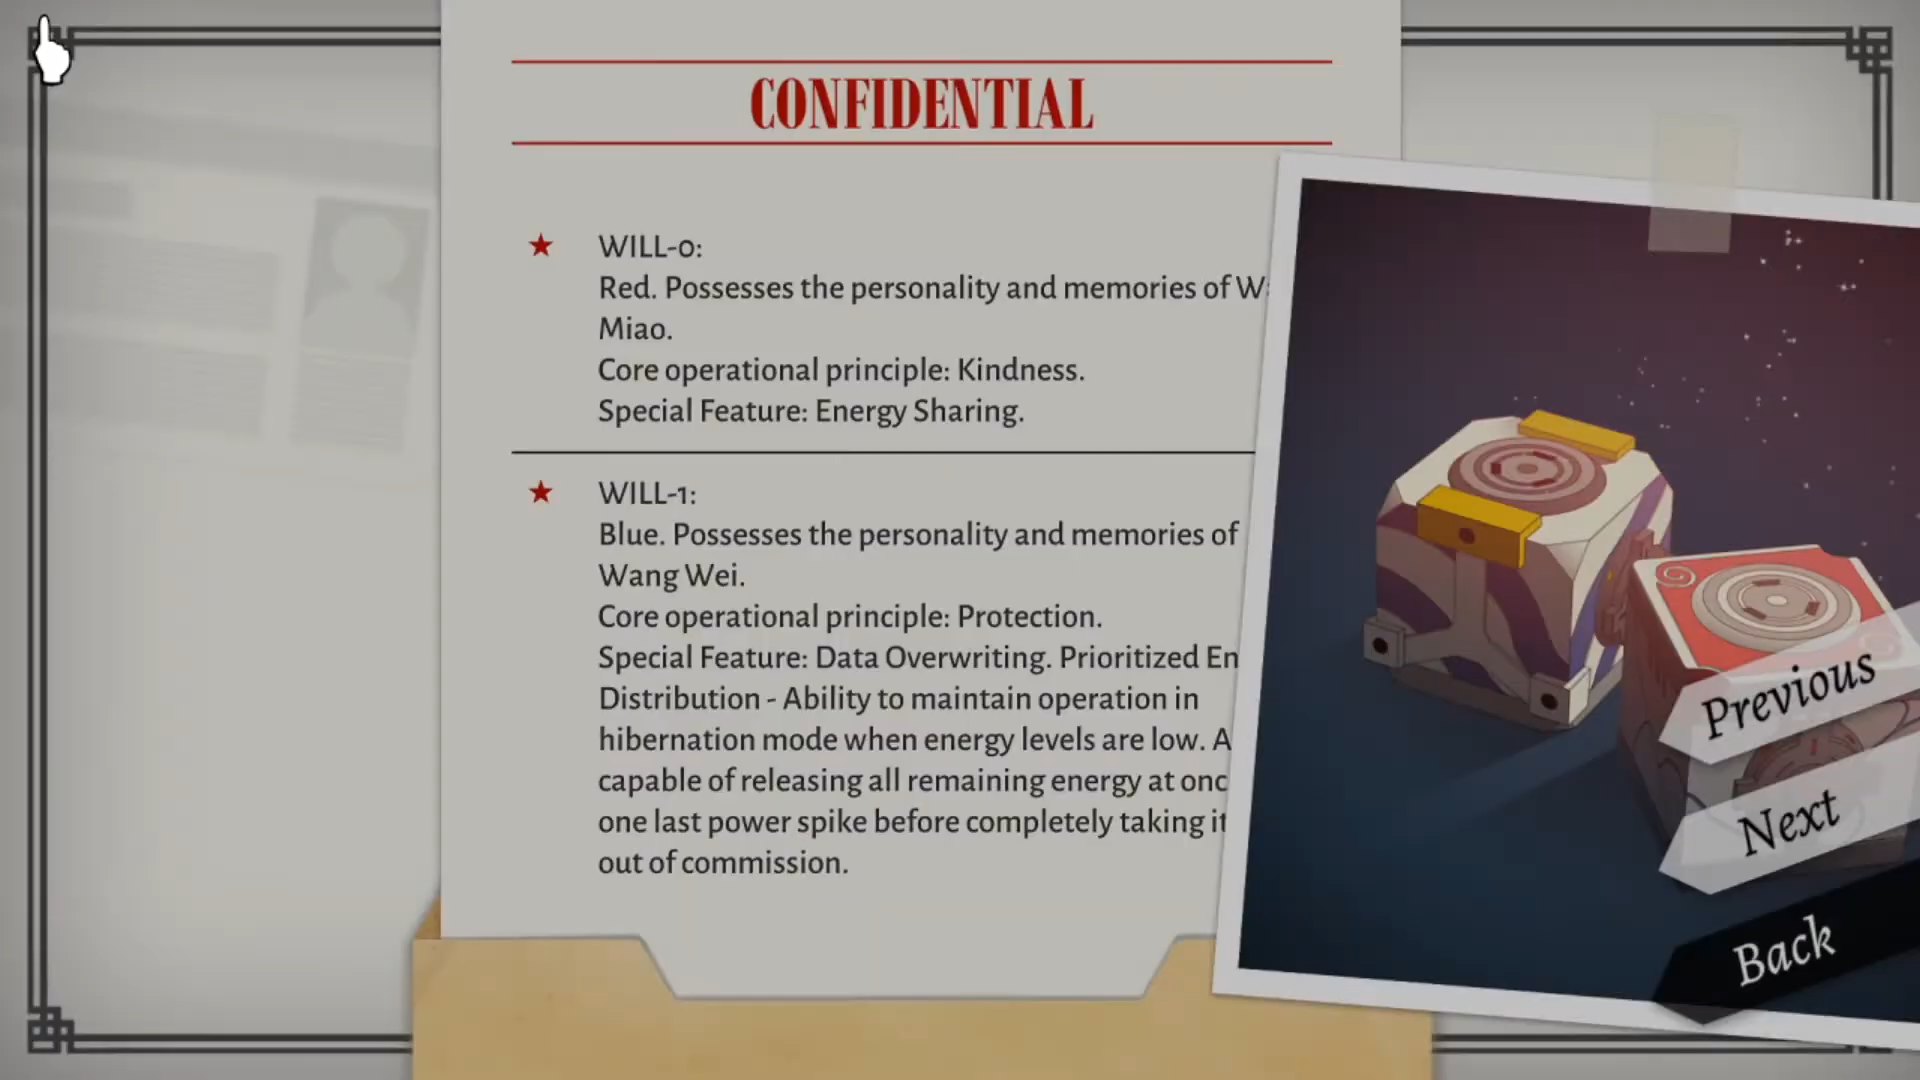 CONFIDENTIAL
WILL-0:
Red. Possesses the personality and memories of
Miao.
Core operational principle: Kindness.
Special Feature: Energy Sharing.
WILL-1:
Blue. Possesses the personality and memories of
Wang Wei.
Core operational principle: Protection.
Special Feature: Data Overwriting. Prioritized
Distribution - Ability to maintain operation in
hibernation mode when energy levels are low.
capable of releasing all remaining energy at
one last power spike before completely taking
out of commission.
Previous
Next
Back